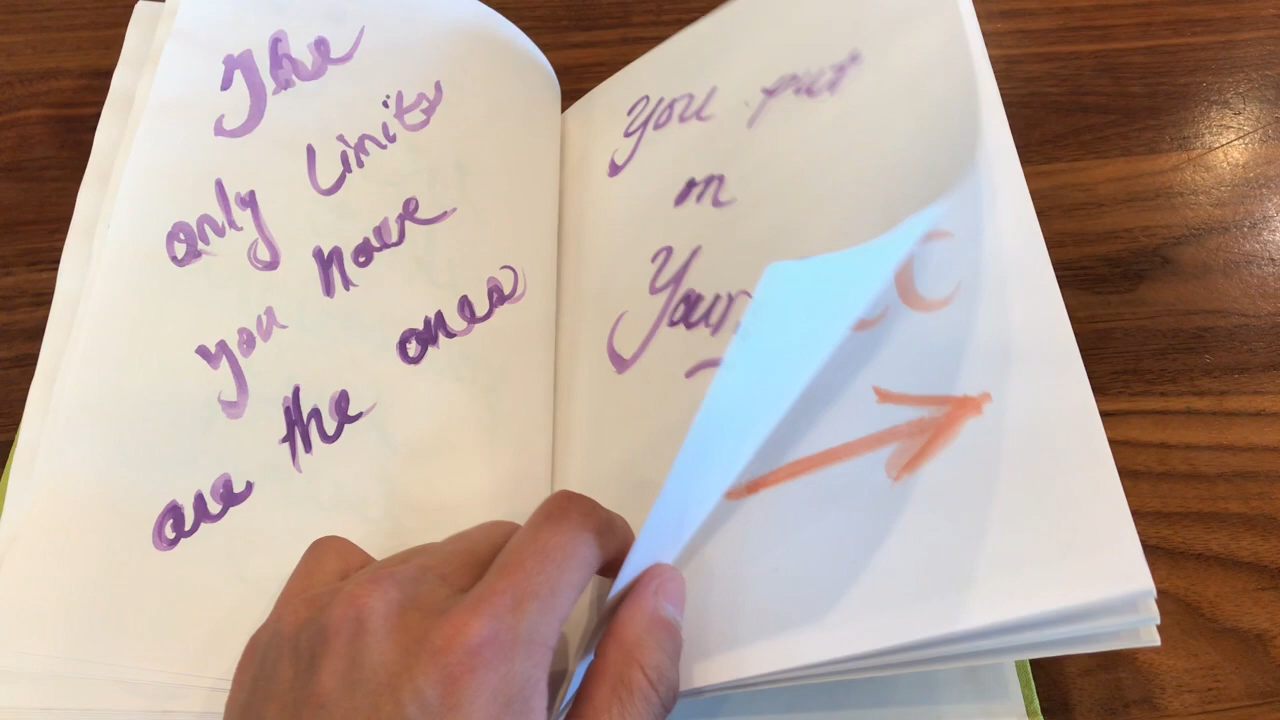 The
only limits
you have
are the ones
you put
on
Your